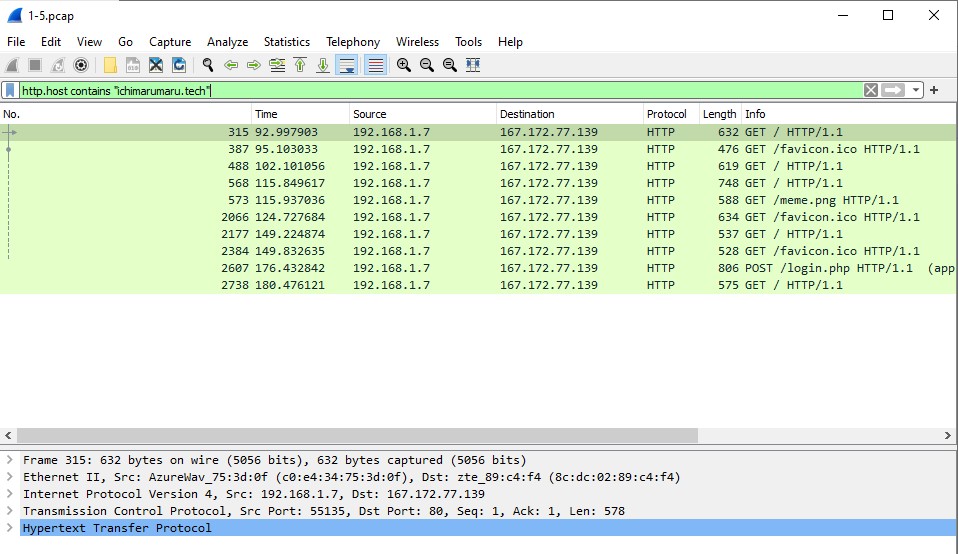 1-5.pcap
File Edit View Go Capture Analyze Statistics Telephony Wireless Tools Help
http.host contains "ichimarumaru.tech"
No. Time Source Destination Protocol Length Info
315 92.997903 192.168.1.7 167.172.77.139 HTTP 632 GET / HTTP/1.1
387 95.103033 192.168.1.7 167.172.77.139 HTTP 476 GET /favicon.ico HTTP/1.1
488 102.101056 192.168.1.7 167.172.77.139 HTTP 619 GET / HTTP/1.1
568 115.849617 192.168.1.7 167.172.77.139 HTTP 748 GET / HTTP/1.1
573 115.937036 192.168.1.7 167.172.77.139 HTTP 588 GET /meme.png HTTP/1.1
2066 124.727684 192.168.1.7 167.172.77.139 HTTP 634 GET /favicon.ico HTTP/1.1
2177 149.224874 192.168.1.7 167.172.77.139 HTTP 537 GET / HTTP/1.1
2384 149.832635 192.168.1.7 167.172.77.139 HTTP 528 GET /favicon.ico HTTP/1.1
2607 176.432842 192.168.1.7 167.172.77.139 HTTP 806 POST /login.php HTTP/1.1 (app
2738 180.476121 192.168.1.7 167.172.77.139 HTTP 575 GET / HTTP/1.1
Frame 315: 632 bytes on wire (5056 bits), 632 bytes captured (5056 bits)
Ethernet II, Src: AzureWav_75:3d:0f (c0:e4:34:75:3d:0f), Dst: zte_89:c4:f4 (8c:dc:02:89:c4:f4)
Internet Protocol Version 4, Src: 192.168.1.7, Dst: 167.172.77.139
Transmission Control Protocol, Src Port: 55135, Dst Port: 80, Seq: 1, Ack: 1, Len: 578
Hypertext Transfer Protocol